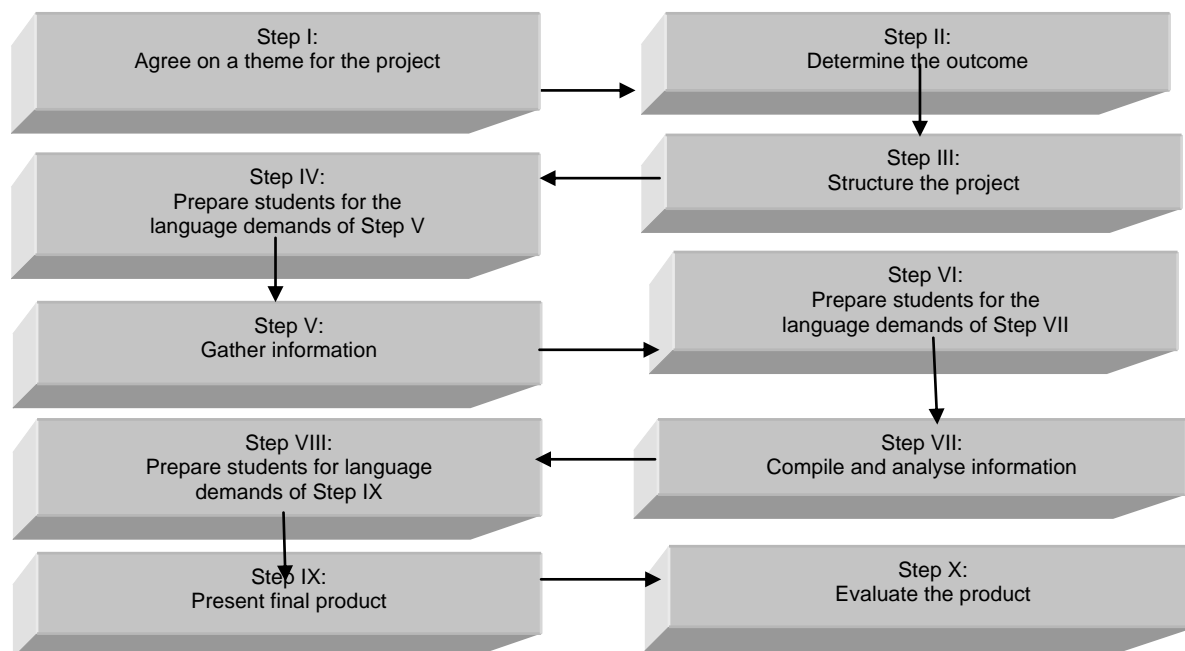 Step I:
Agree on a theme for the project
Step II:
Determine the outcome
Step III:
Structure the project
Step IV:
Prepare students for the
language demands of Step V
Step V:
Gather information
Step VI:
Prepare students for the
language demands of Step VII
Step VII:
Compile and analyse information
Step VIII:
Prepare students for language
demands of Step IX
Step IX:
Present final product
Step X:
Evaluate the product